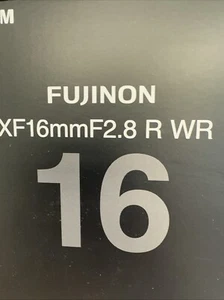 M
FUJINON
XF16mmF2.8 R WR
16